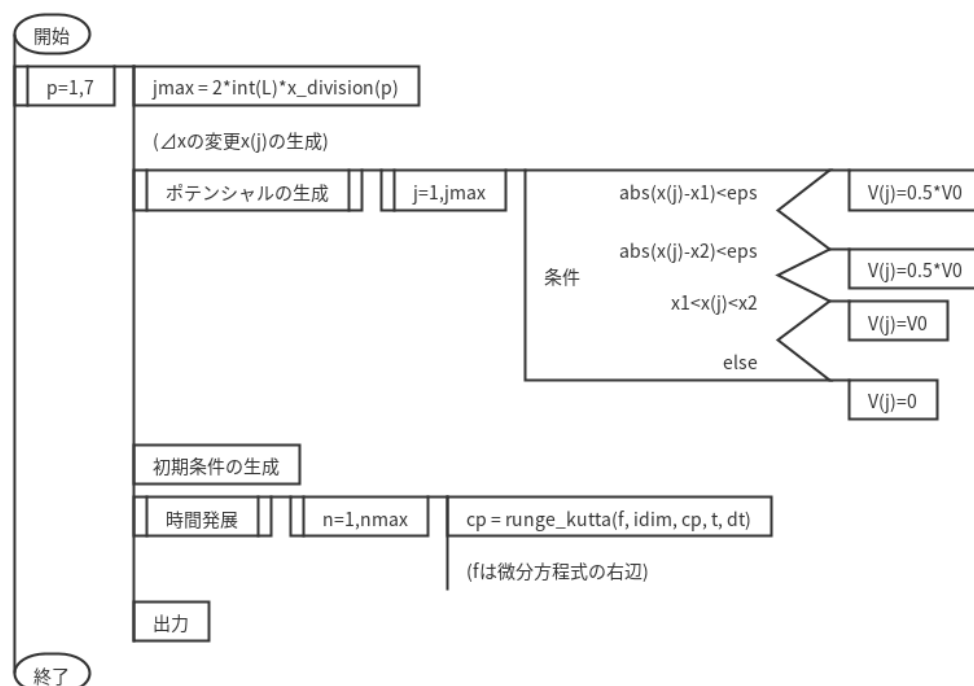 開始
p=1,7
jmax = 2*int(L)*x_division(p)
(⊿xの変更x(j)の生成)
ポテンシャルの生成
j=1,jmax
条件
abs(x(j)-x1)<eps
V(j)=0.5*V0
abs(x(j)-x2)<eps
V(j)=0.5*V0
x1<x(j)<x2
V(j)=V0
else
V(j)=0
初期条件の生成
時間発展
n=1,nmax
cp = runge_kutta(f, idim, cp, t, dt)
(fは微分方程式の右辺)
出力
終了